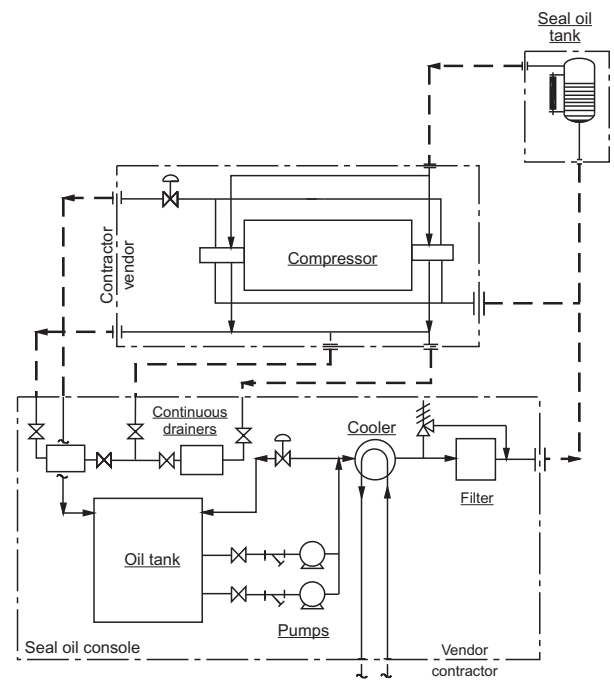 Seal oil
tank
Contractor
vendor
Compressor
Continuous
drainers
Cooler
Filter
Oil tank
Pumps
Seal oil console
Vendor
contractor